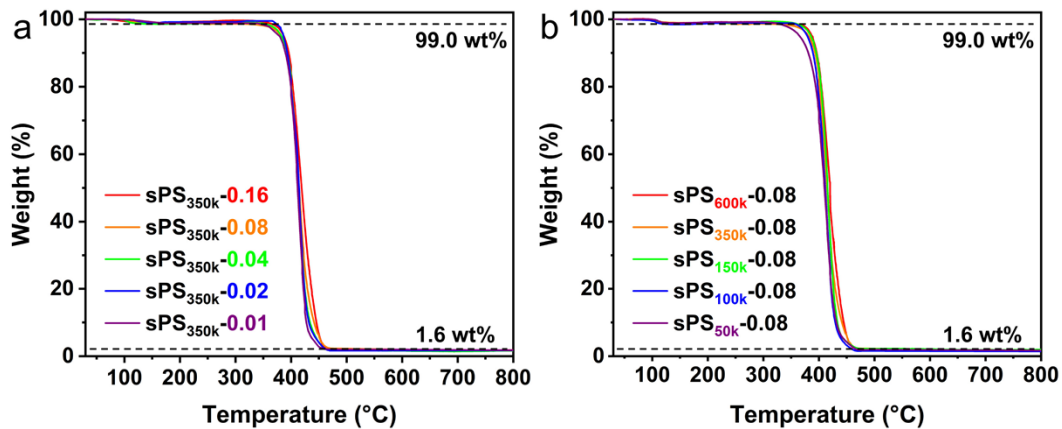 a
Weight (%)
100
80
60
40
20
0
99.0 wt%
sPS350k-0.16
sPS350k-0.08
sPS350k-0.04
sPS350k-0.02
sPS350k-0.01
1.6 wt%
100 200 300 400 500 600 700 800
Temperature (°C)
b
Weight (%)
100
80
60
40
20
0
99.0 wt%
sPS600k-0.08
sPS350k-0.08
sPS150k-0.08
sPS100k-0.08
sPS50k-0.08
1.6 wt%
100 200 300 400 500 600 700 800
Temperature (°C)